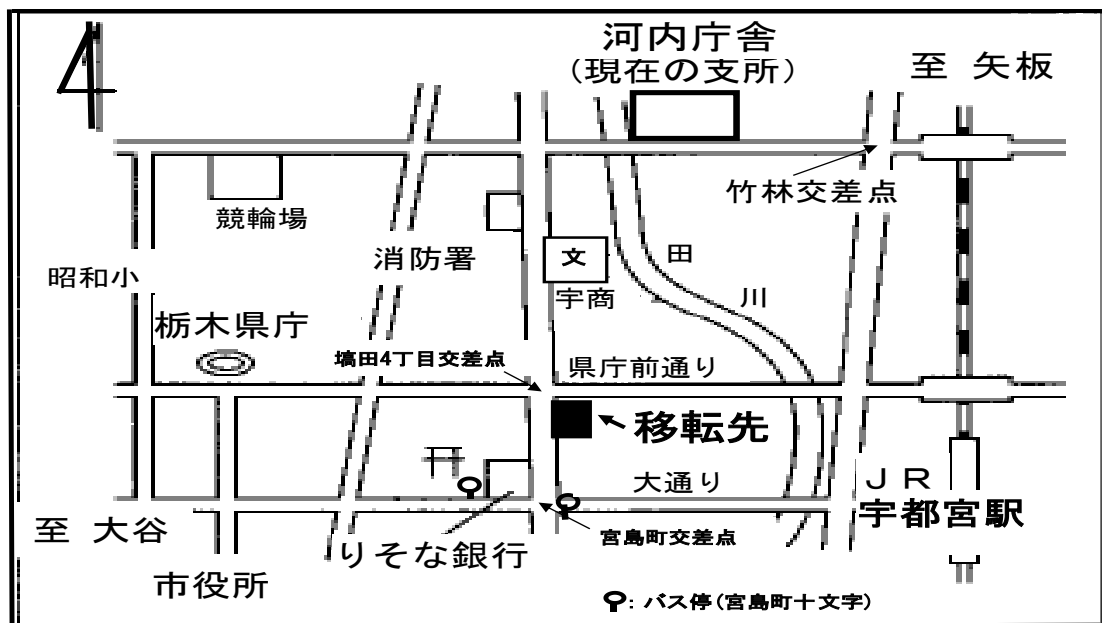 河内庁舎
(現在の支所)
至 矢板
竹林交差点
競輪場
消防署
文
宇商
田
川
昭和小
栃木県庁
塙田4丁目交差点
県庁前通り
移転先
大通り
JR
宇都宮駅
至 大谷
宮島町交差点
りそな銀行
市役所
:バス停(宮島町十文字)